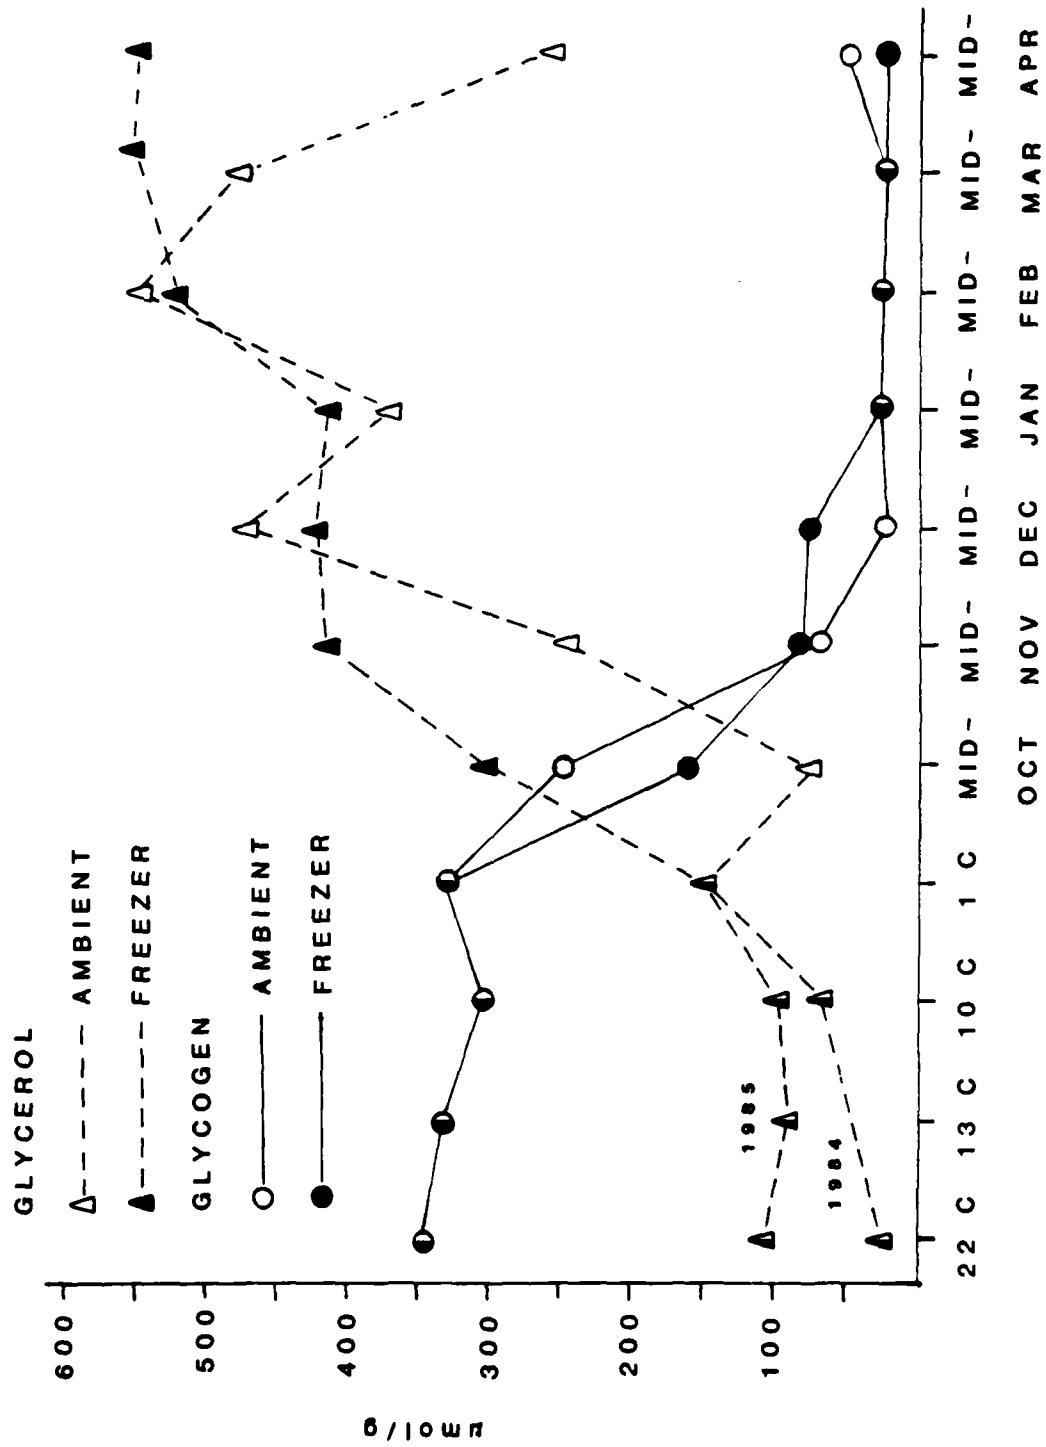 GLYCEROL
AMBIENT
FREEZER
GLYCOGEN
AMBIENT
FREEZER
600
500
400
300
200
100
µmol/g
1985
1984
22 C 13 C 10 C 1 C MID- MID- MID- MID- MID- MID- MID-
OCT NOV DEC JAN FEB MAR APR